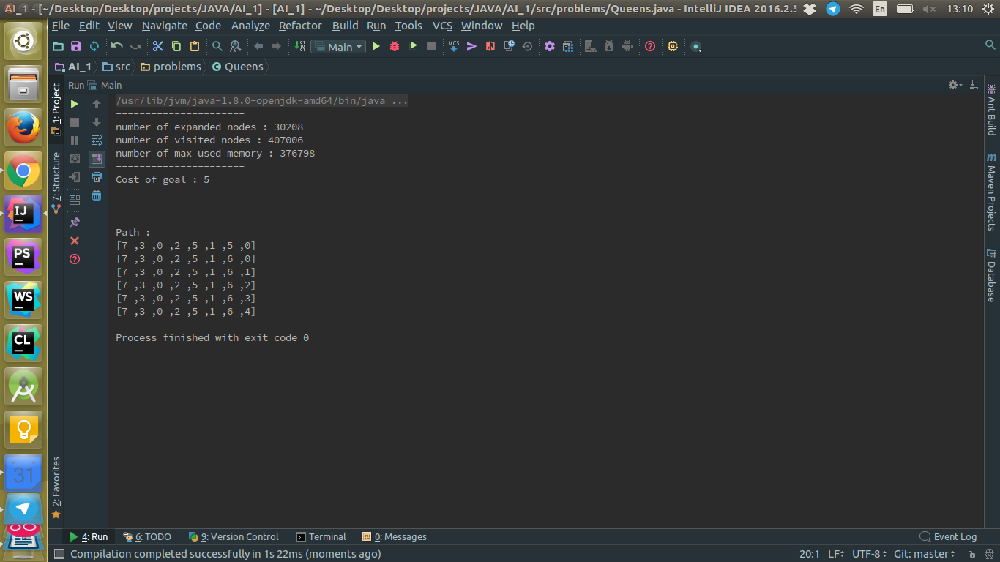 AI_1 - [~/Desktop/Desktop/projects/JAVA/AI_1] - [AI_1] - ~/Desktop/Desktop/projects/JAVA/AI_1/src/problems/Queens.java - IntelliJ IDEA 2016.2.3
En
13:10
File Edit View Navigate Code Analyze Refactor Build Run Tools VCS Window Help
Main
VCS
AI_1 src problems Queens
Run Main
1: Project
7: Structure
2: Favorites
/usr/lib/jvm/java-1.8.0-openjdk-amd64/bin/java ...
----------------------
number of expanded nodes : 30208
number of visited nodes : 407006
number of max used memory : 376798
----------------------
Cost of goal : 5
Path :
[7 ,3 ,0 ,2 ,5 ,1 ,5 ,0]
[7 ,3 ,0 ,2 ,5 ,1 ,6 ,0]
[7 ,3 ,0 ,2 ,5 ,1 ,6 ,1]
[7 ,3 ,0 ,2 ,5 ,1 ,6 ,2]
[7 ,3 ,0 ,2 ,5 ,1 ,6 ,3]
[7 ,3 ,0 ,2 ,5 ,1 ,6 ,4]
Process finished with exit code 0
Ant Build
m Maven Projects
Database
IJ
PS
WS
CL
31
4: Run 6: TODO 9: Version Control Terminal 0: Messages Event Log
Compilation completed successfully in 1s 22ms (moments ago) 20:1 LF UTF-8 Git: master